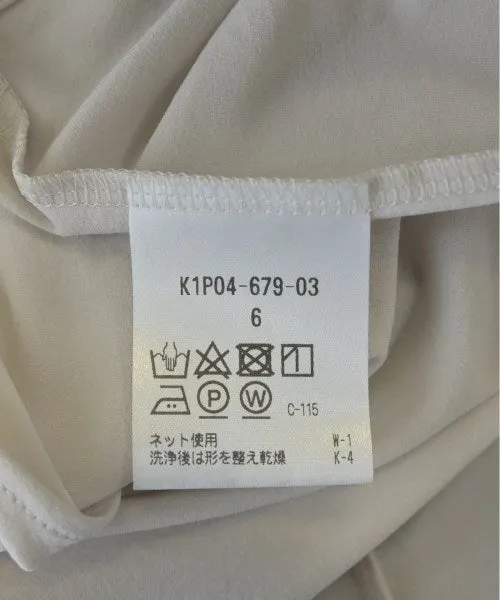 K1P04-679-03
6
P W C-115
ネット使用 W-1
洗浄後は形を整え乾燥 K-4